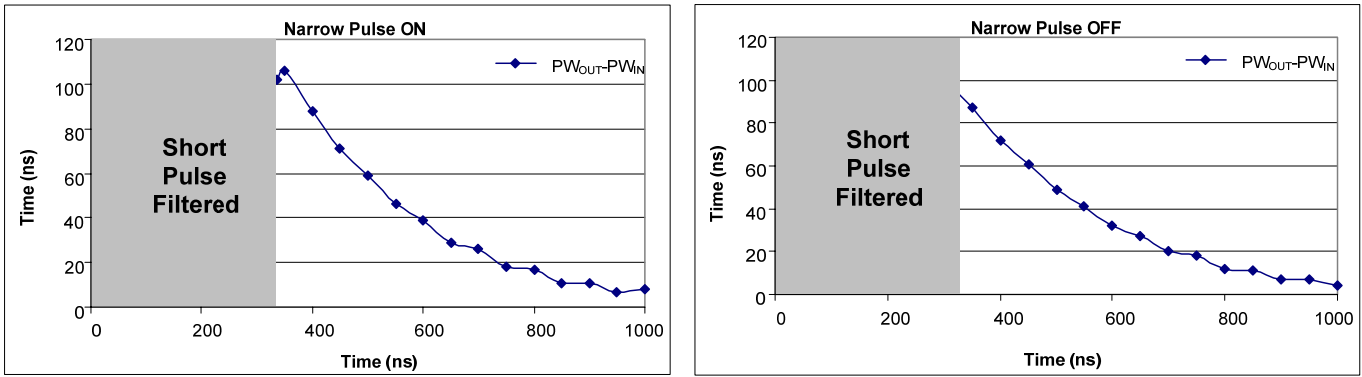 Narrow Pulse ON
120
100
80
60
40
20
0
Time (ns)
Short
Pulse
Filtered
PWOUT-PWIN
0 200 400 600 800 1000
Time (ns)
Narrow Pulse OFF
120
100
80
60
40
20
0
Time (ns)
Short
Pulse
Filtered
PWOUT-PWIN
0 200 400 600 800 1000
Time (ns)